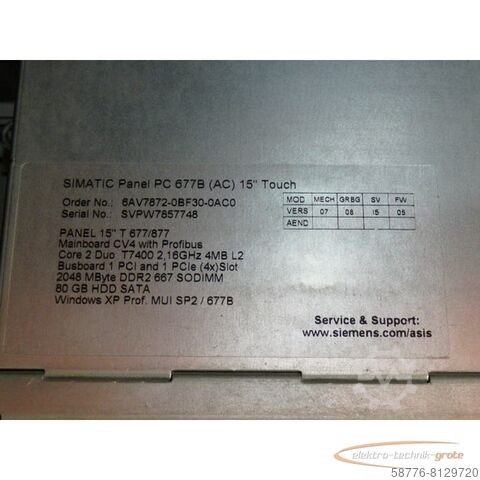 SIMATIC Panel PC 677B (AC) 15" Touch
Order No.: 6AV7872-0BF30-0AC0
Serial No.: SVPW7857748
MOD MECH GRBG SV FW
VERS 07 08 15 05
AEND
PANEL 15" T 677/877
Mainboard CV4 with Profibus
Core 2 Duo T7400 2,16GHz 4MB L2
Busboard 1 PCI and 1 PCIe (4x)Slot
2048 MByte DDR2 667 SODIMM
80 GB HDD SATA
Windows XP Prof. MUI SP2 / 677B
Service & Support:
www.siemens.com/asis
elektro-technik-grote
58776-8129720